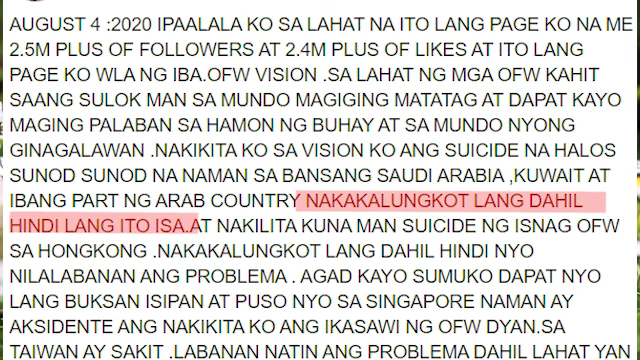 AUGUST 4 :2020 IPAALALA KO SA LAHAT NA ITO LANG PAGE KO NA ME
2.5M PLUS OF FOLLOWERS AT 2.4M PLUS OF LIKES AT ITO LANG
PAGE KO WLA NG IBA.OFW VISION .SA LAHAT NG MGA OFW KAHIT
SAANG SULOK MAN SA MUNDO MAGIGING MATATAG AT DAPAT KAYO
MAGING PALABAN SA HAMON NG BUHAY AT SA MUNDO NYONG
GINAGALAWAN .NAKIKITA KO SA VISION KO ANG SUICIDE NA HALOS
SUNOD SUNOD NA NAMAN SA BANSANG SAUDI ARABIA ,KUWAIT AT
IBANG PART NG ARAB COUNTRY NAKAKALUNGKOT LANG DAHIL
HINDI LANG ITO ISA.AT NAKILITA KUNA MAN SUICIDE NG ISNAG OFW
SA HONGKONG .NAKAKALUNGKOT LANG DAHIL HINDI NYO
NILALABANAN ANG PROBLEMA . AGAD KAYO SUMUKO DAPAT NYO
LANG BUKSAN ISIPAN AT PUSO NYO SA SINGAPORE NAMAN AY
AKSIDENTE ANG NAKIKITA KO ANG IKASAWI NG OFW DYAN.SA
TAIWAN AY SAKIT .LABANAN NATIN ANG PROBLEMA DAHIL LAHAT YAN